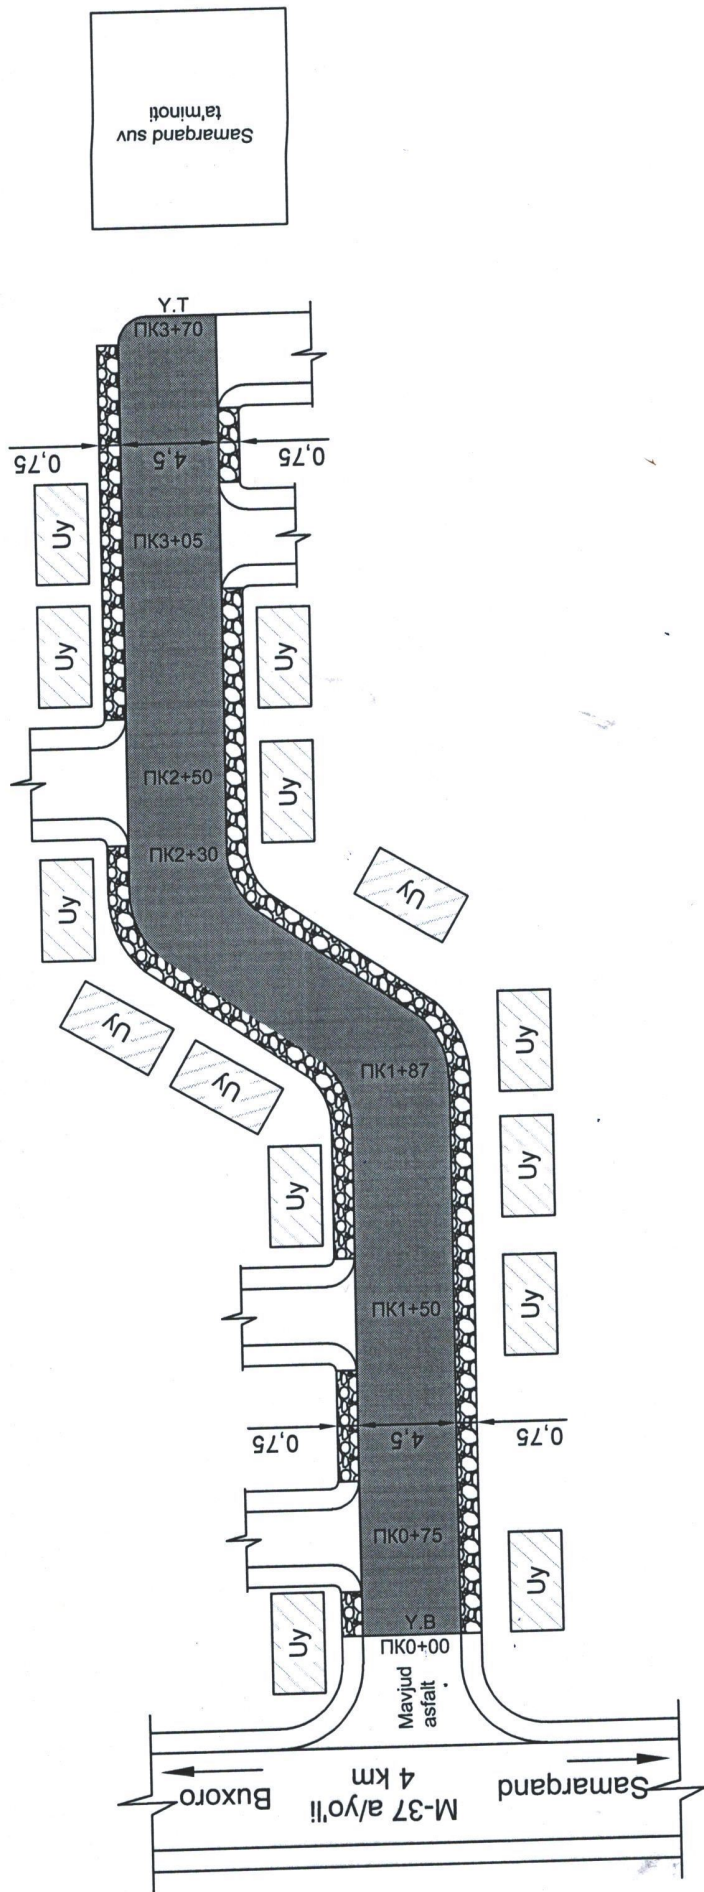 Samarqand suv
ta'minoti
Y.T
ПК3+70
0,75
4,5
0,75
Uy
ПК3+05
Uy
Uy
ПК2+50
Uy
ПК2+30
Uy
Uy
Uy
Uy
ПК1+87
Uy
Uy
Uy
ПК1+50
Uy
0,75
4,5
0,75
ПК0+75
Uy
Y.B
Uy
ПК0+00
Mavjud
asfalt
Buxoro
M-37 a/yo'li
4 km
Samarqand